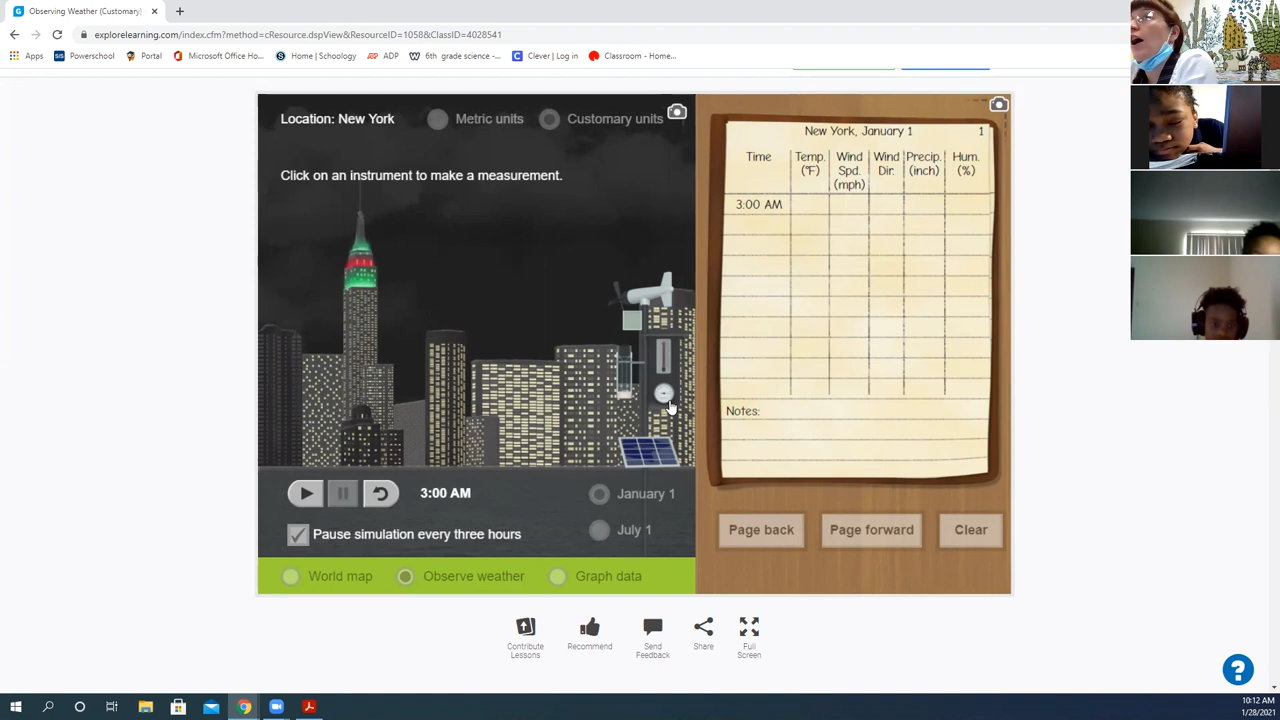 Observing Weather (Customary)
explorelearning.com/index.cfm?method=cResource.dspView&ResourceID=1058&ClassID=4028541
Apps
SIS
Powerschool
Portal
Microsoft Office Ho...
Home | Schoology
ADP
6th grade science -...
Clever | Log in
Classroom - Home...
Location: New York
Metric units
Customary units
Click on an instrument to make a measurement.
3:00 AM
January 1
July 1
Pause simulation every three hours
World map
Observe weather
Graph data
New York, January 1
1
Time
Temp. (°F)
Wind Spd. (mph)
Wind Dir.
Precip. (inch)
Hum. (%)
3:00 AM
Notes:
Page back
Page forward
Clear
Contribute Lessons
Recommend
Send Feedback
Share
Full Screen
?
10:12 AM
1/28/2021